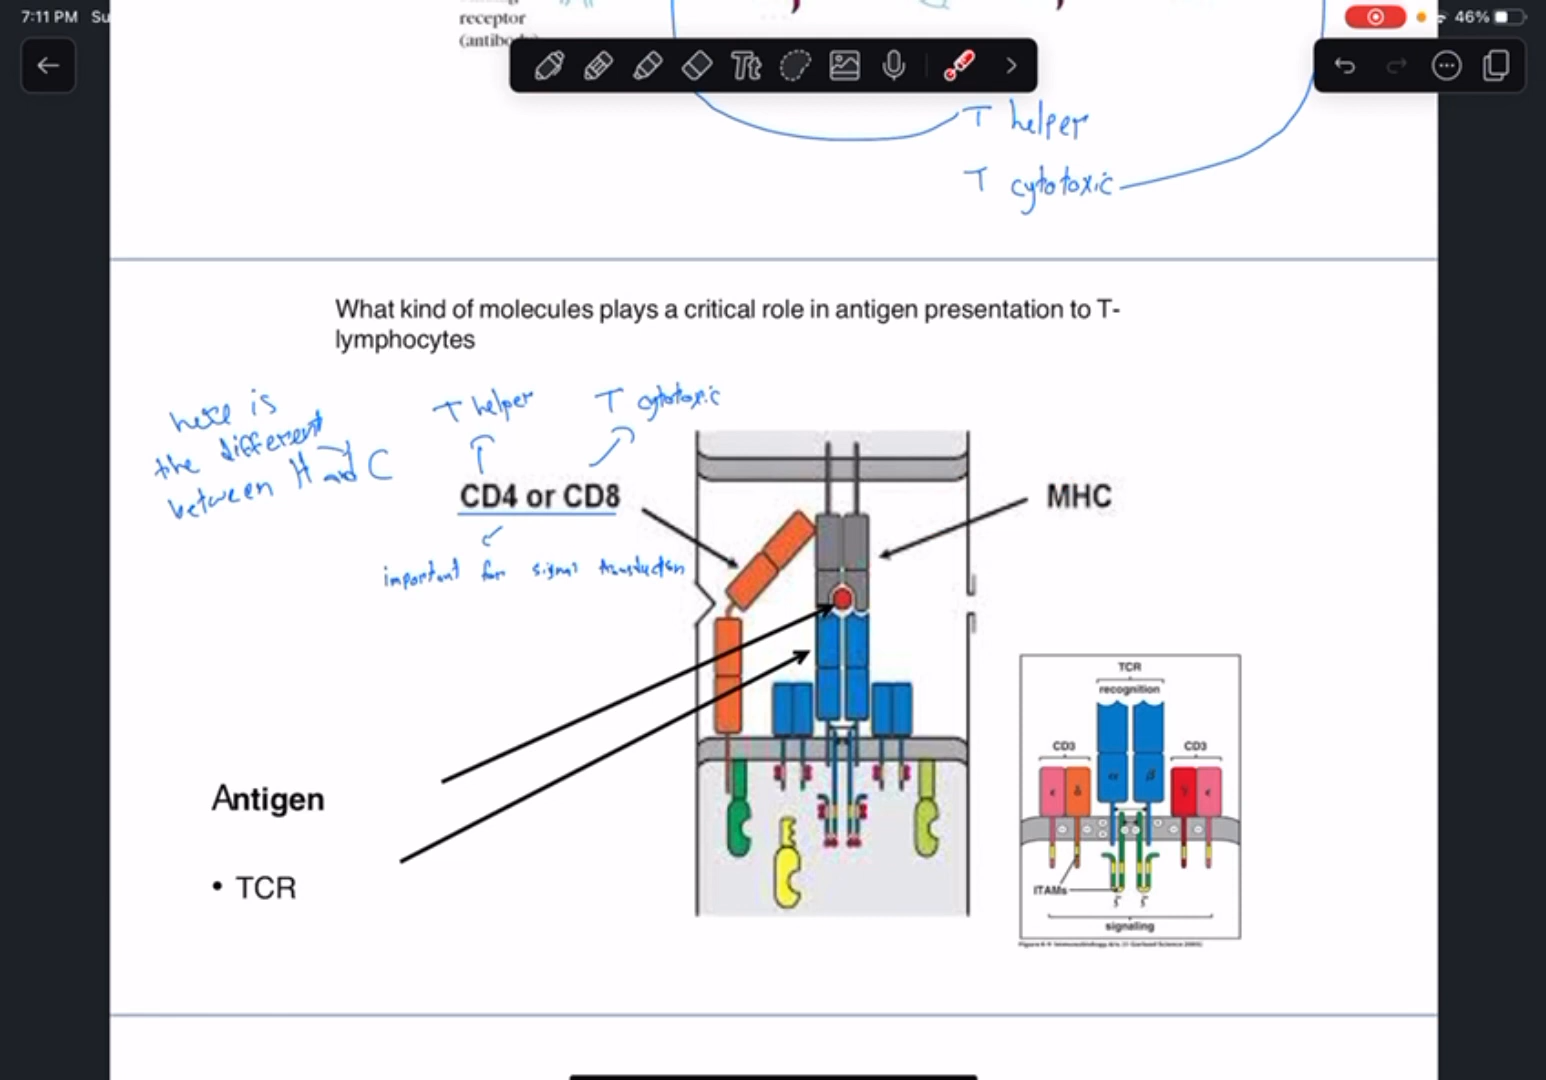 7:11 PM Su
46%
receptor
Tt
T helper
T cytotoxic
What kind of molecules plays a critical role in antigen presentation to T-
lymphocytes
here is
the different
between H and C
T helper
T cytotoxic
CD4 or CD8
MHC
important for signal transduction
TCR
recognition
CD3
CD3
ε
δ
α
β
γ
ε
Antigen
• TCR
ITAMs
ζ ζ
signaling